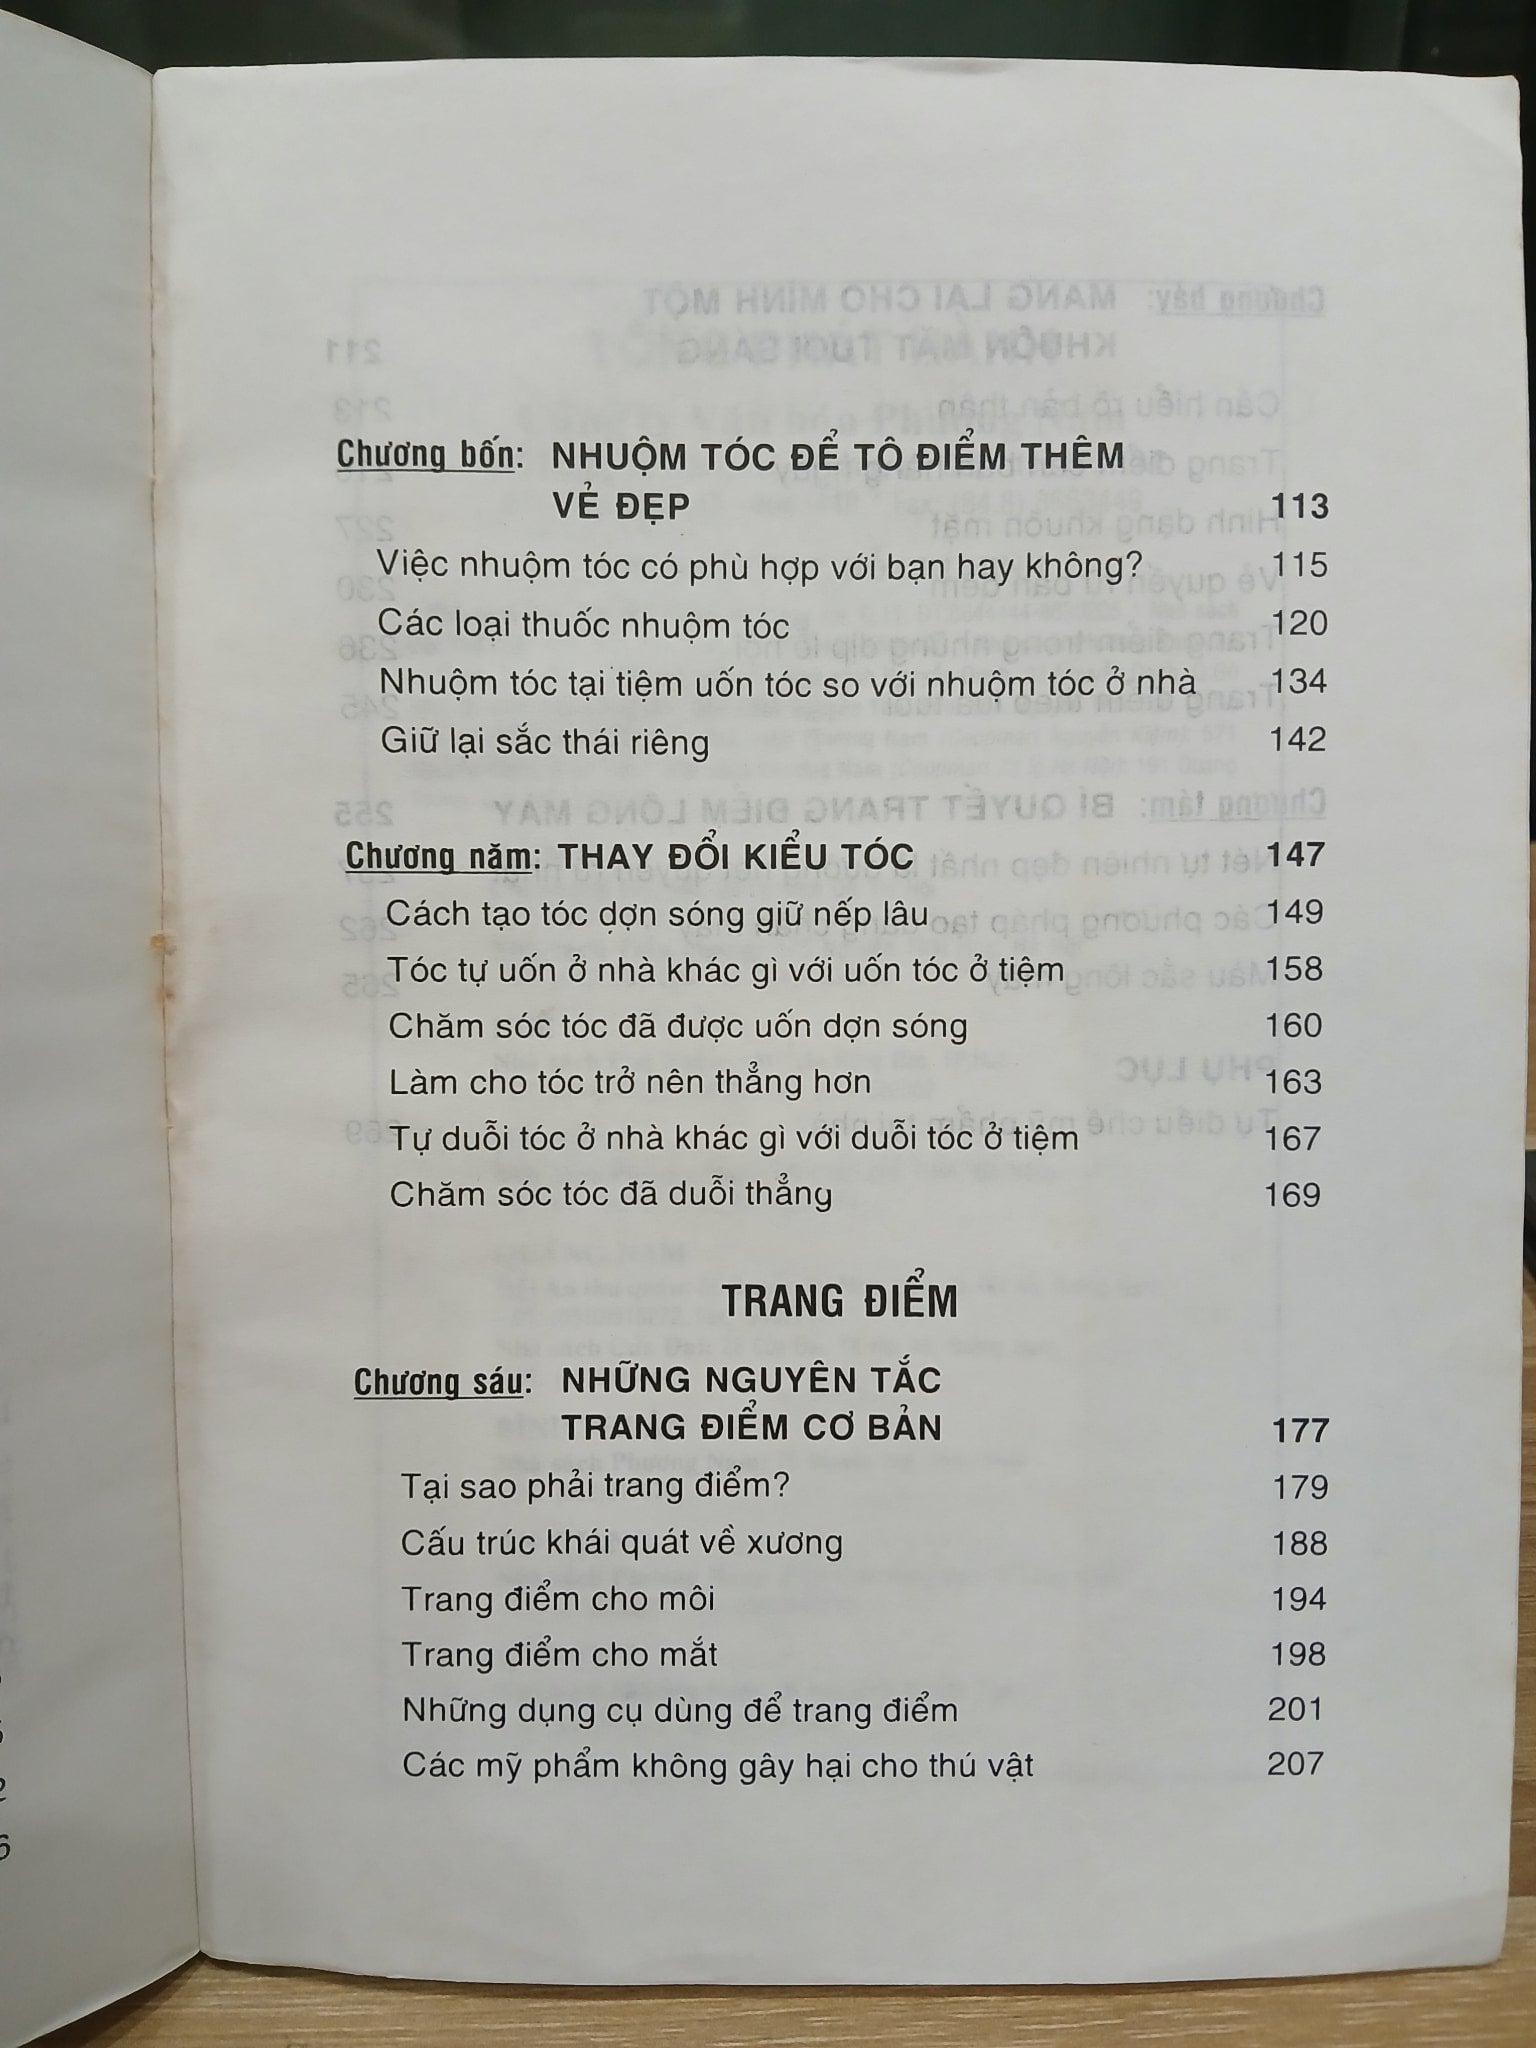 Chương bốn: NHUỘM TÓC ĐỂ TÔ ĐIỂM THÊM
VẺ ĐẸP 113
Việc nhuộm tóc có phù hợp với bạn hay không? 115
Các loại thuốc nhuộm tóc 120
Nhuộm tóc tại tiệm uốn tóc so với nhuộm tóc ở nhà 134
Giữ lại sắc thái riêng 142
Chương năm: THAY ĐỔI KIỂU TÓC 147
Cách tạo tóc dợn sóng giữ nếp lâu 149
Tóc tự uốn ở nhà khác gì với uốn tóc ở tiệm 158
Chăm sóc tóc đã được uốn dợn sóng 160
Làm cho tóc trở nên thẳng hơn 163
Tự duỗi tóc ở nhà khác gì với duỗi tóc ở tiệm 167
Chăm sóc tóc đã duỗi thẳng 169
TRANG ĐIỂM
Chương sáu: NHỮNG NGUYÊN TẮC
TRANG ĐIỂM CƠ BẢN 177
Tại sao phải trang điểm? 179
Cấu trúc khái quát về xương 188
Trang điểm cho môi 194
Trang điểm cho mắt 198
Những dụng cụ dùng để trang điểm 201
Các mỹ phẩm không gây hại cho thú vật 207